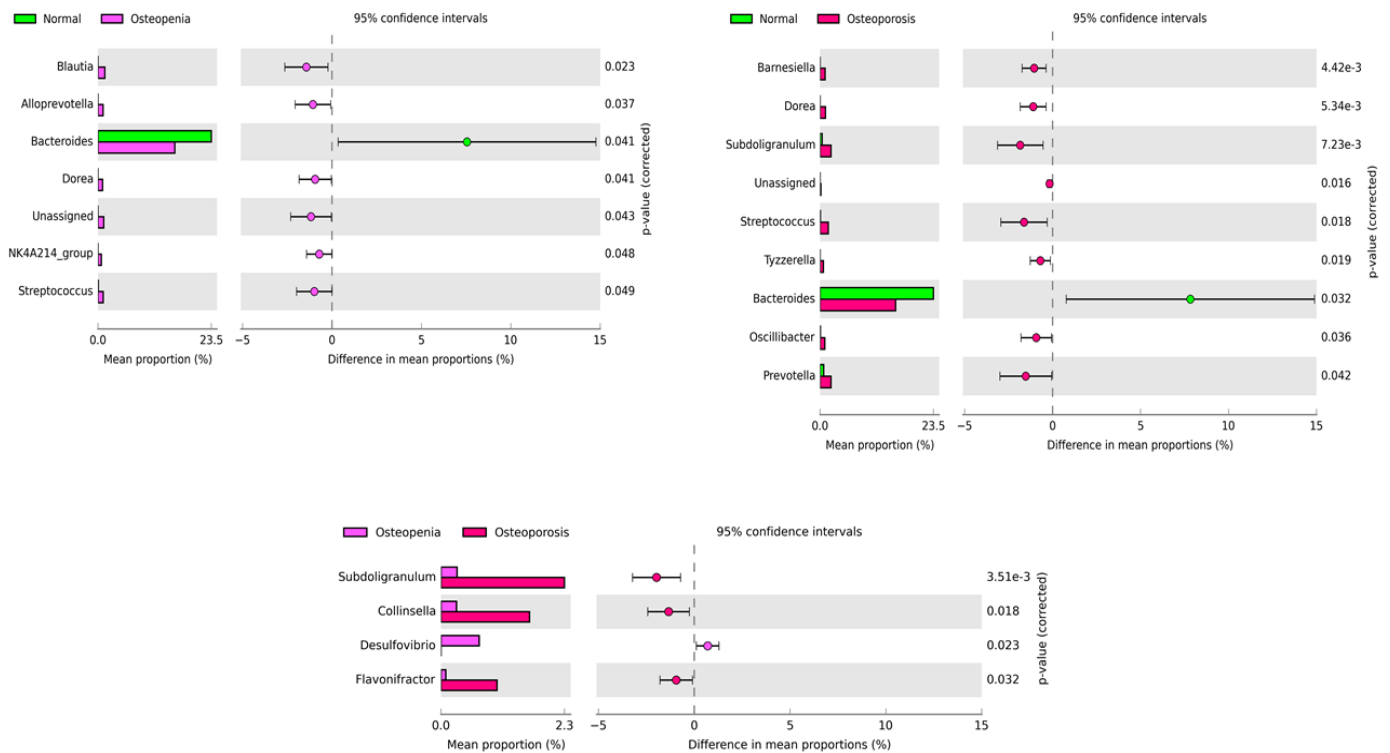 Normal Osteopenia 95% confidence intervals
Blautia 0.023
Alloprevotella 0.037
Bacteroides 0.041
Dorea 0.041
Unassigned 0.043
NK4A214_group 0.048
Streptococcus 0.049
p-value (corrected)
0.0 23.5 −5 0 5 10 15
Mean proportion (%) Difference in mean proportions (%)
Normal Osteoporosis 95% confidence intervals
Barnesiella 4.42e-3
Dorea 5.34e-3
Subdoligranulum 7.23e-3
Unassigned 0.016
Streptococcus 0.018
Tyzzerella 0.019
Bacteroides 0.032
Oscillibacter 0.036
Prevotella 0.042
p-value (corrected)
0.0 23.5 −5 0 5 10 15
Mean proportion (%) Difference in mean proportions (%)
Osteopenia Osteoporosis 95% confidence intervals
Subdoligranulum 3.51e-3
Collinsella 0.018
Desulfovibrio 0.023
Flavonifractor 0.032
p-value (corrected)
0.0 2.3 −5 0 5 10 15
Mean proportion (%) Difference in mean proportions (%)